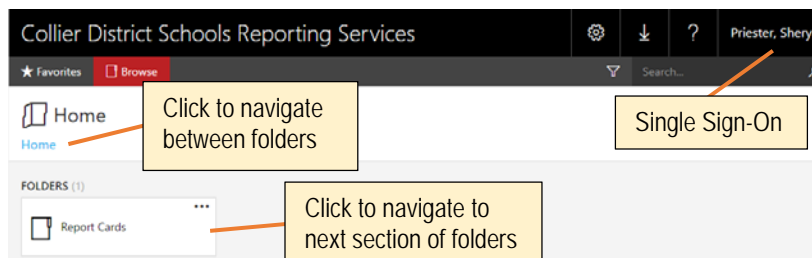 Collier District Schools Reporting Services
?
Priester, Shery
★ Favorites
Browse
Search...
Home
Home
Click to navigate
between folders
Single Sign-On
FOLDERS (1)
...
Report Cards
Click to navigate to
next section of folders